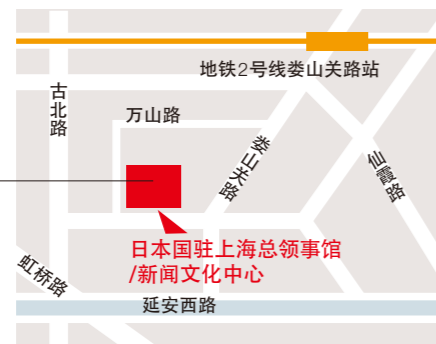 地铁2号线娄山关路站
古北路
万山路
娄山关路
仙霞路
日本国驻上海总领事馆
/新闻文化中心
虹桥路
延安西路